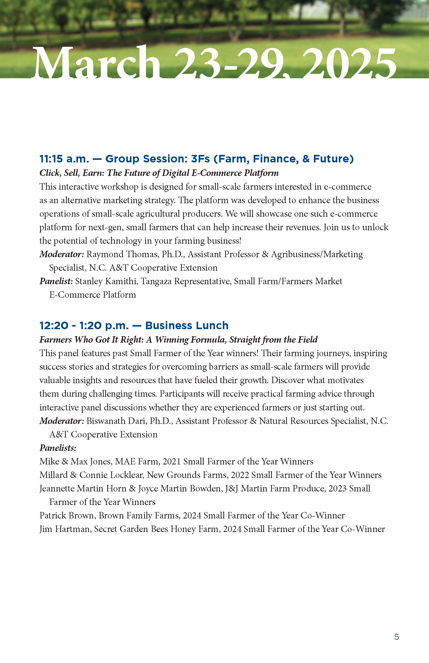 March 23-29, 2025
11:15 a.m. — Group Session: 3Fs (Farm, Finance, & Future)
Click, Sell, Earn: The Future of Digital E-Commerce Platform
This interactive workshop is designed for small-scale farmers interested in e-commerce
as an alternative marketing strategy. The platform was developed to enhance the business
operations of small-scale agricultural producers. We will showcase one such e-commerce
platform for next-gen, small farmers that can help increase their revenues. Join us to unlock
the potential of technology in your farming business!
Moderator: Raymond Thomas, Ph.D., Assistant Professor & Agribusiness/Marketing
Specialist, N.C. A&T Cooperative Extension
Panelist: Stanley Kamithi, Tangaza Representative, Small Farm/Farmers Market
E-Commerce Platform
12:20 - 1:20 p.m. — Business Lunch
Farmers Who Got It Right: A Winning Formula, Straight from the Field
This panel features past Small Farmer of the Year winners! Their farming journeys, inspiring
success stories and strategies for overcoming barriers as small-scale farmers will provide
valuable insights and resources that have fueled their growth. Discover what motivates
them during challenging times. Participants will receive practical farming advice through
interactive panel discussions whether they are experienced farmers or just starting out.
Moderator: Biswanath Dari, Ph.D., Assistant Professor & Natural Resources Specialist, N.C.
A&T Cooperative Extension
Panelists:
Mike & Max Jones, MAE Farm, 2021 Small Farmer of the Year Winners
Millard & Connie Locklear, New Grounds Farms, 2022 Small Farmer of the Year Winners
Jeannette Martin Horn & Joyce Martin Bowden, J&J Martin Farm Produce, 2023 Small
Farmer of the Year Winners
Patrick Brown, Brown Family Farms, 2024 Small Farmer of the Year Co-Winner
Jim Hartman, Secret Garden Bees Honey Farm, 2024 Small Farmer of the Year Co-Winner
5